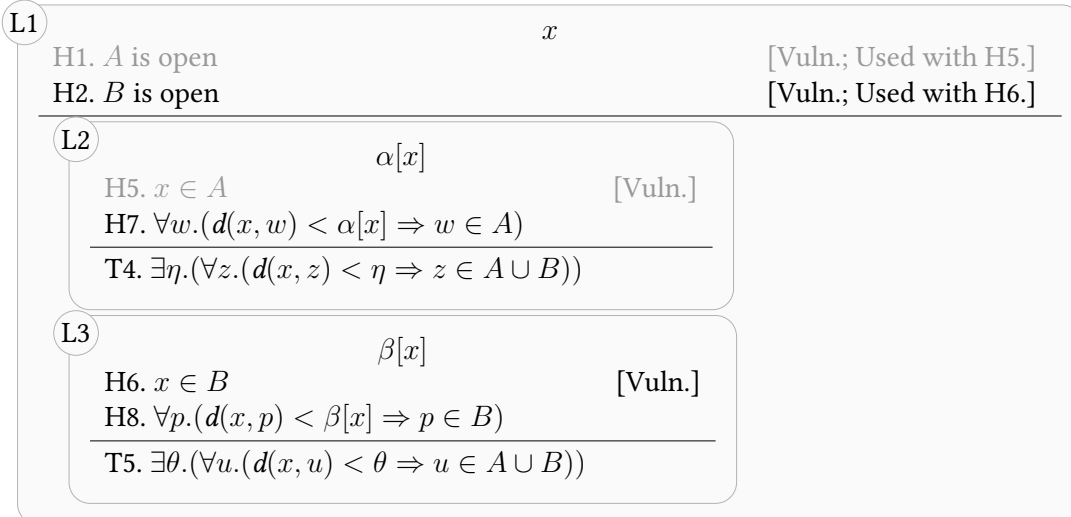 L1
x
H1. A is open [Vuln.; Used with H5.]
H2. B is open [Vuln.; Used with H6.]
L2
α[x]
H5. x ∈ A [Vuln.]
H7. ∀w.(d(x, w) < α[x] ⇒ w ∈ A)
T4. ∃η.(∀z.(d(x, z) < η ⇒ z ∈ A ∪ B))
L3
β[x]
H6. x ∈ B [Vuln.]
H8. ∀p.(d(x, p) < β[x] ⇒ p ∈ B)
T5. ∃θ.(∀u.(d(x, u) < θ ⇒ u ∈ A ∪ B))